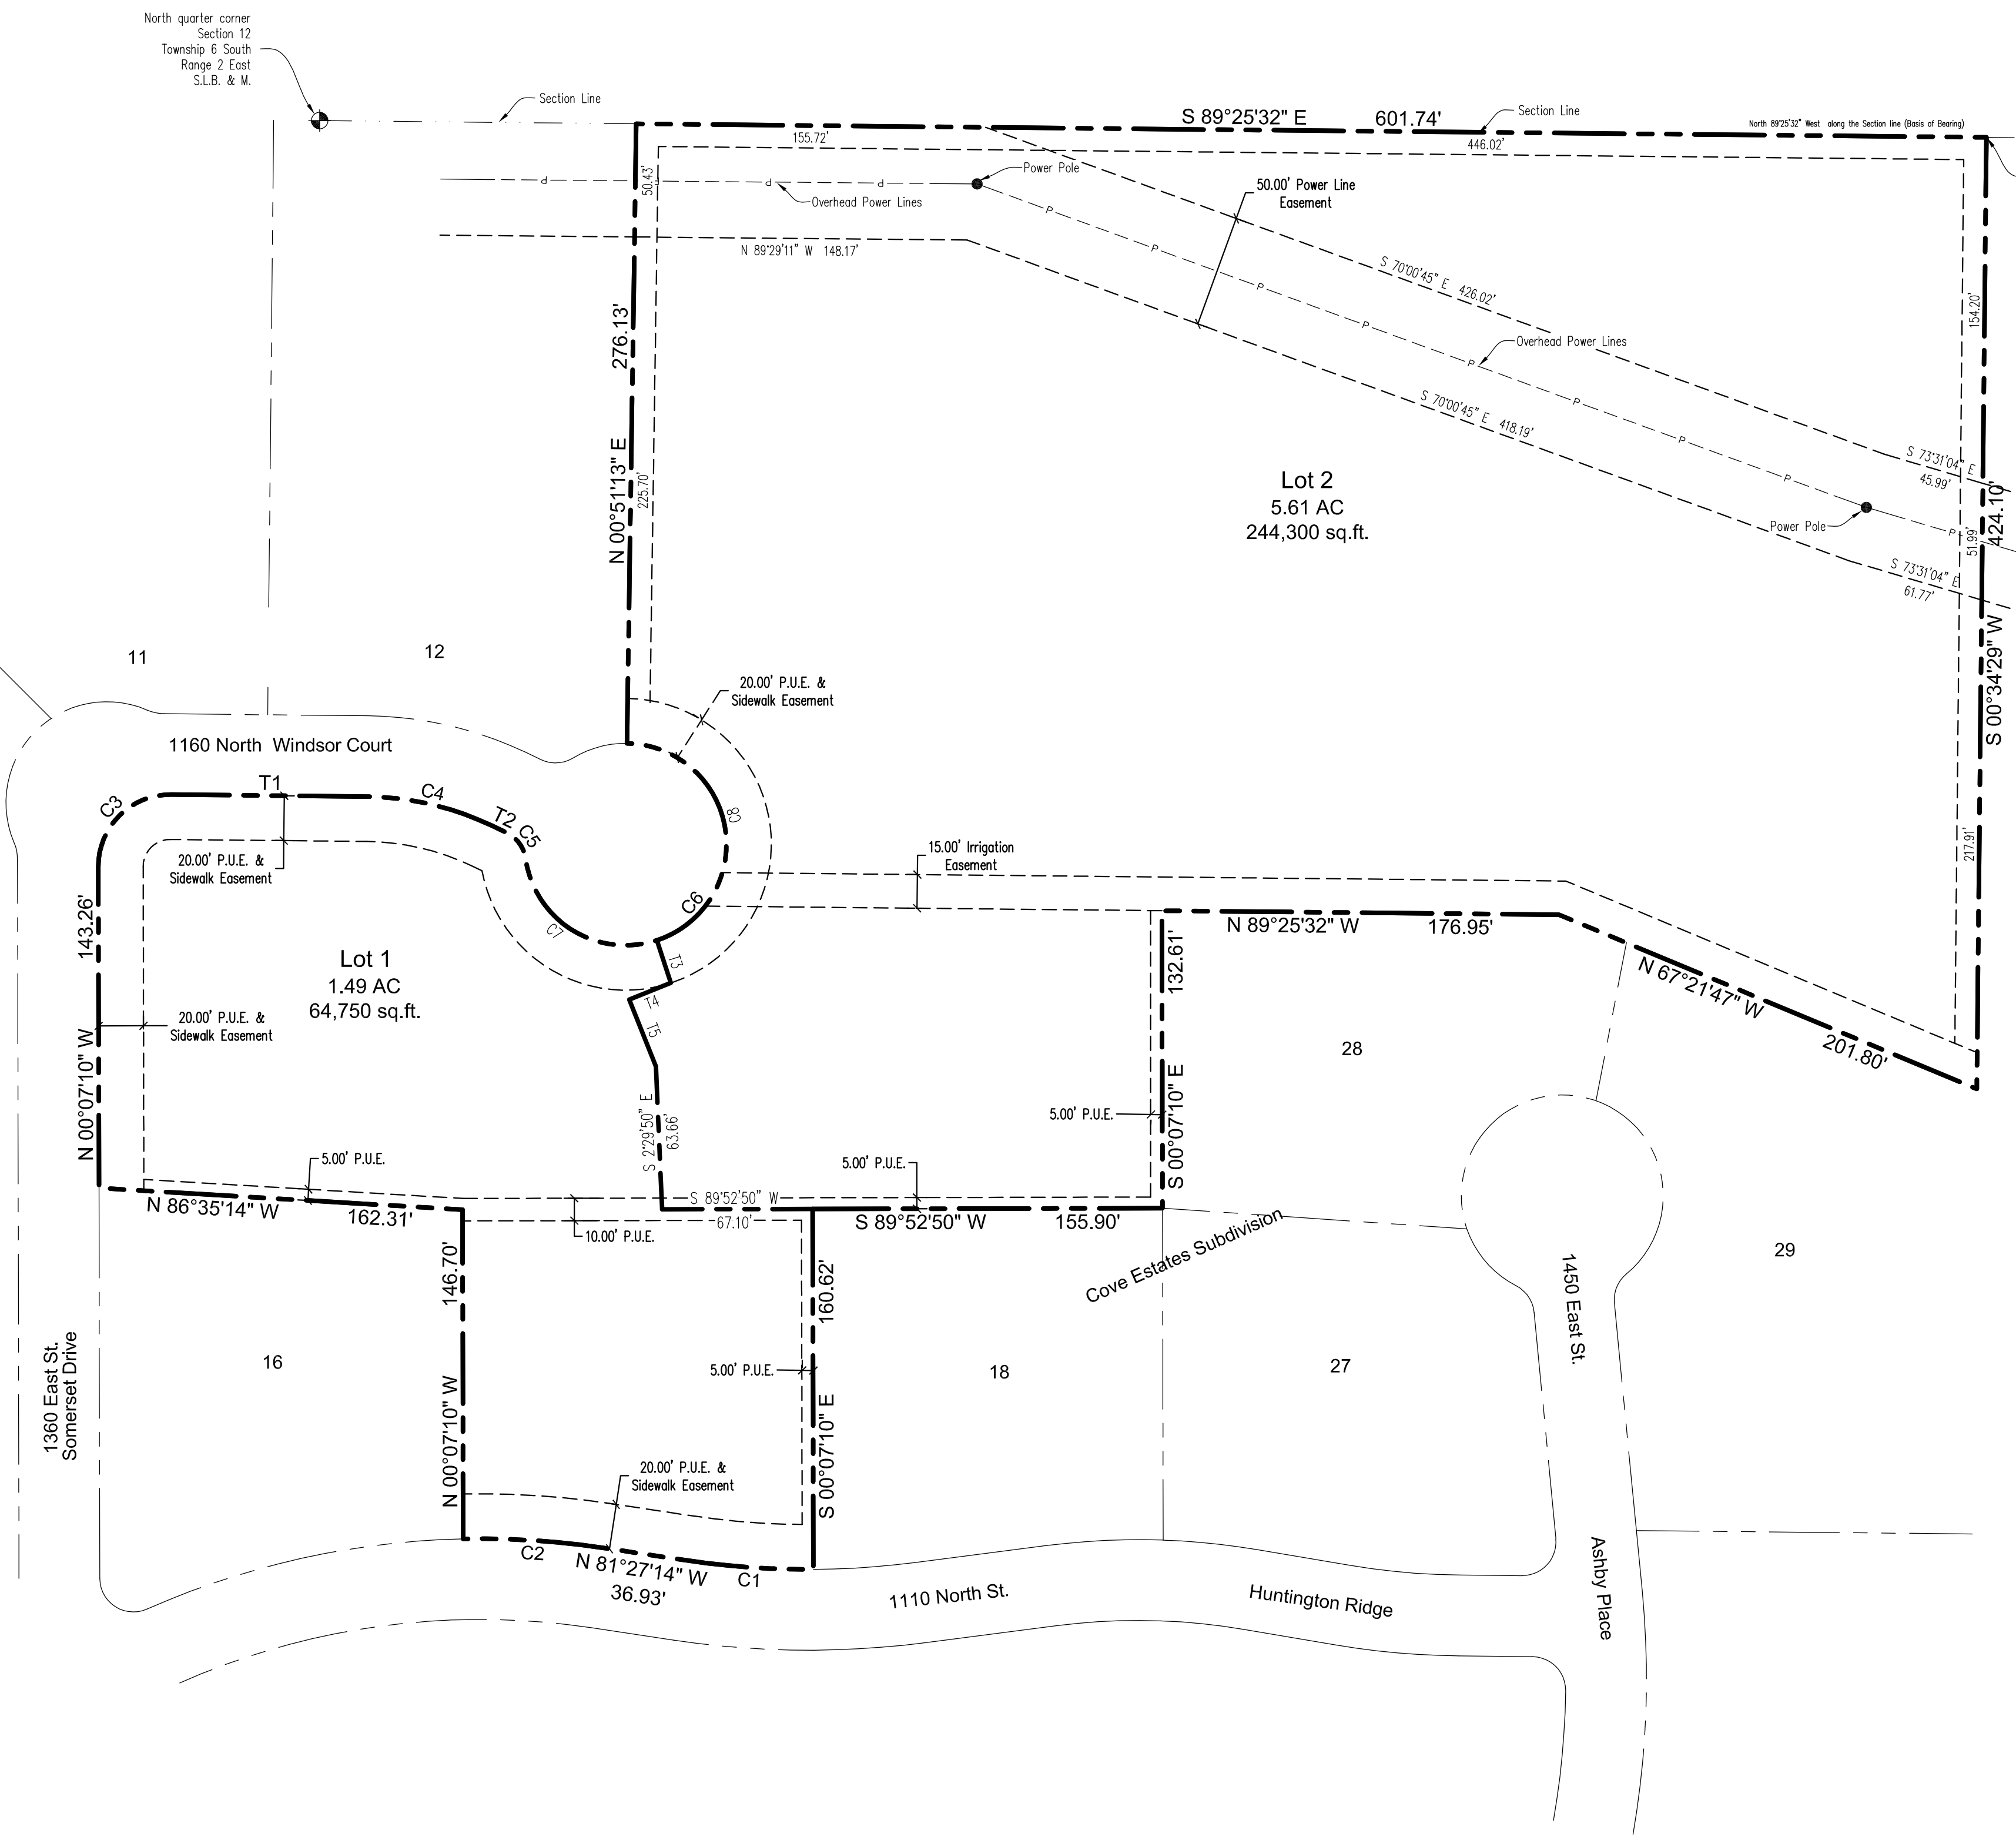 North quarter corner
Section 12
Township 6 South
Range 2 East
S.L.B. & M.
Section Line
S 89°25'32" E 601.74'
Section Line
North 89°25'32" West along the Section line (Basis of Bearing)
155.72'
446.02'
50.43'
P P P
Power Pole
Overhead Power Lines
50.00' Power Line
Easement
N 89°29'11" W 148.17'
P P P P P P P P P
S 70°00'45" E 426.02'
154.20'
276.13'
Overhead Power Lines
S 70°00'45" E 418.19'
N 00°51'13" E
225.70'
Lot 2
5.61 AC
244,300 sq.ft.
S 73°31'04" E
45.99'
424.10'
Power Pole
51.99'
S 73°31'04" E
61.77'
S 00°34'29" W
11
12
20.00' P.U.E. &
Sidewalk Easement
1160 North Windsor Court
T1
C3
C4
T2
C5
C8
20.00' P.U.E. &
Sidewalk Easement
15.00' Irrigation
Easement
217.91'
C6
C7
143.26'
N 89°25'32" W 176.95'
132.61'
Lot 1
1.49 AC
64,750 sq.ft.
T3
T4
T5
N 67°21'47" W 201.80'
20.00' P.U.E. &
Sidewalk Easement
N 00°07'10" W
28
S 2°29'50" E
63.66'
5.00' P.U.E.
S 00°07'10" E
5.00' P.U.E.
5.00' P.U.E.
N 86°35'14" W 162.31'
S 89°52'50" W
67.10'
S 89°52'50" W 155.90'
10.00' P.U.E.
Cove Estates Subdivision
146.70'
160.62'
29
1450 East St.
1360 East St.
Somerset Drive
16
5.00' P.U.E.
18
27
N 00°07'10" W
S 00°07'10" E
20.00' P.U.E. &
Sidewalk Easement
C2
N 81°27'14" W
36.93'
C1
1110 North St.
Huntington Ridge
Ashby Place